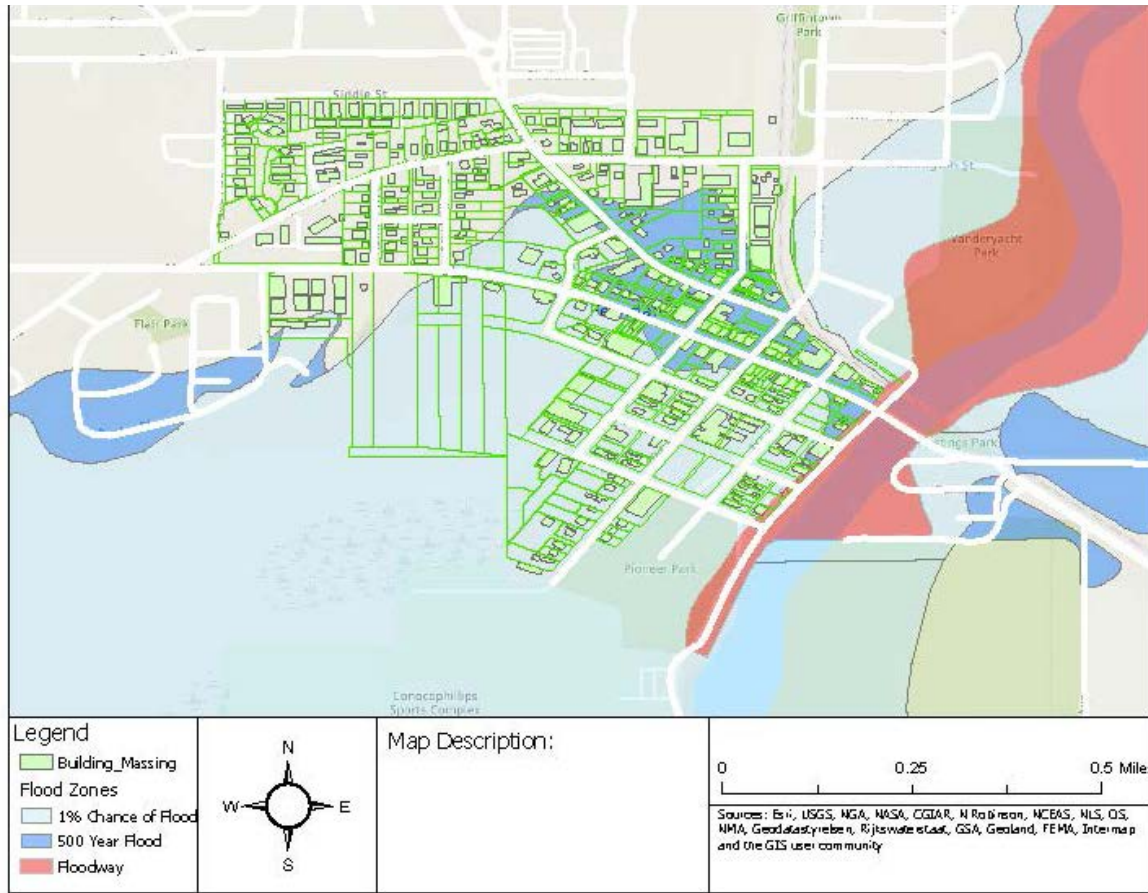 Griffintown
Park
Siddle St
Vanderyacht
Park
Flair Park
Pioneer Park
Conocophillips
Sports Complex
Legend
Building_Massing
Flood Zones
1% Chance of Flood
500 Year Flood
Floodway
N
W
E
S
Map Description:
0
0.25
0.5 Mile
Sources: Esri, USGS, NGA, NASA, CGIAR, N Robinson, NCEAS, NLS, OS,
NMA, Geodatastyrelsen, Rijkswaterstaat, GSA, Geoland, FEMA, Intermap
and the GIS user community